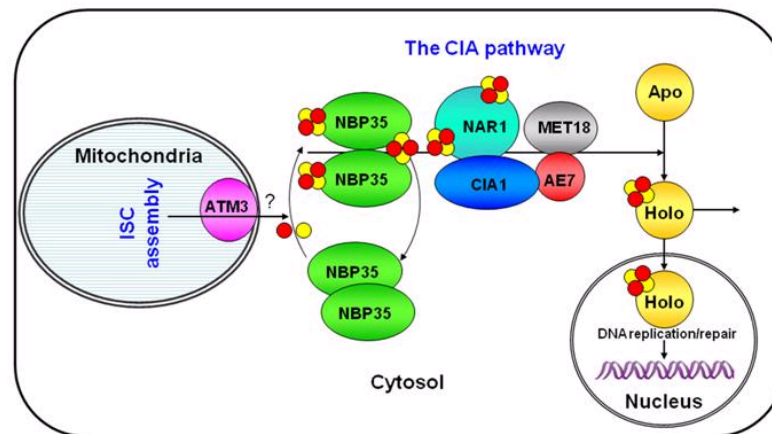 The CIA pathway
NBP35
NBP35
NAR1
MET18
CIA1
AE7
Apo
Mitochondria
ISC
assembly
ATM3
?
NBP35
NBP35
Holo
Holo
DNA replication/repair
Nucleus
Cytosol